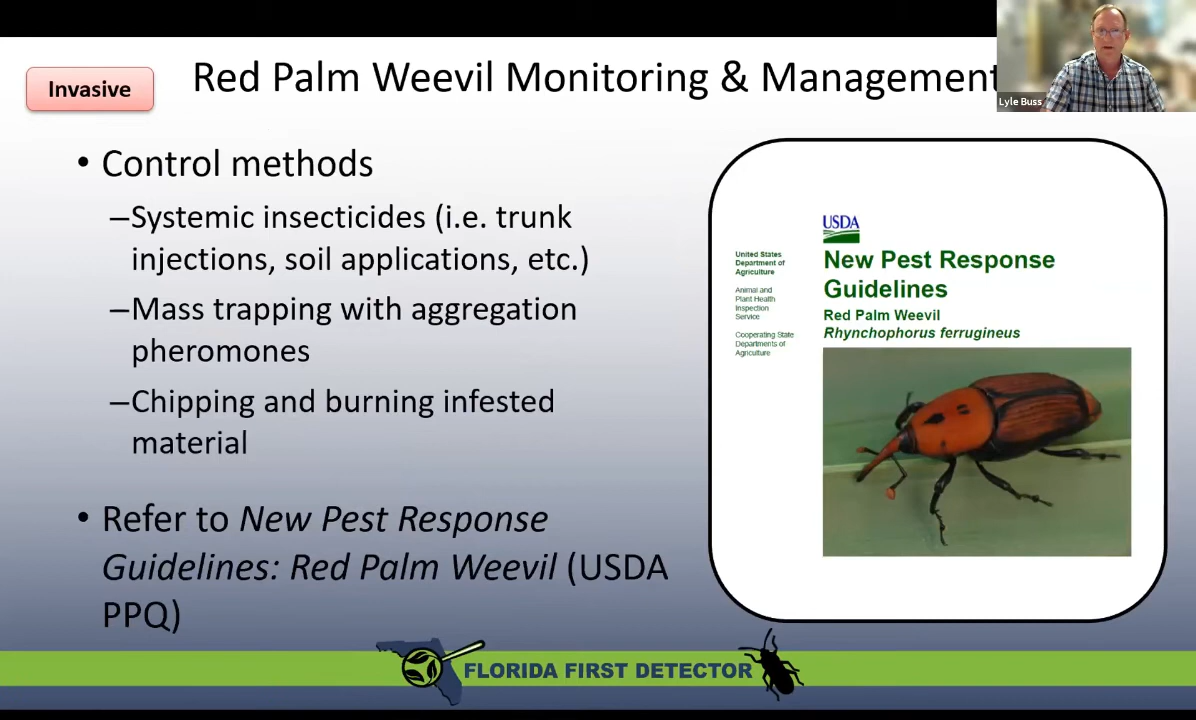 Invasive
Red Palm Weevil Monitoring & Management
Lyle Buss
• Control methods
–Systemic insecticides (i.e. trunk
injections, soil applications, etc.)
–Mass trapping with aggregation
pheromones
–Chipping and burning infested
material
• Refer to New Pest Response
Guidelines: Red Palm Weevil (USDA
PPQ)
USDA
United States
Department of
Agriculture
Animal and
Plant Health
Inspection
Service
Cooperating State
Departments of
Agriculture
New Pest Response
Guidelines
Red Palm Weevil
Rhynchophorus ferrugineus
FLORIDA FIRST DETECTOR